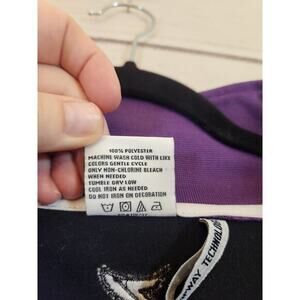 100% POLYESTER
MACHINE WASH COLD WITH LIKE
COLORS GENTLE CYCLE
ONLY NON-CHLORINE BLEACH
WHEN NEEDED
TUMBLE DRY LOW
COOL IRON AS NEEDED
DO NOT IRON ON DECORATION